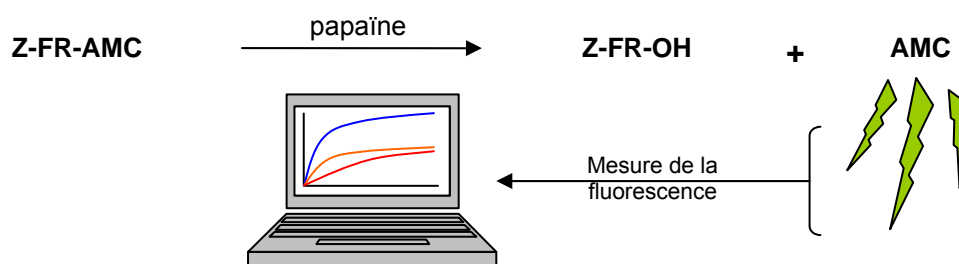 papaïne
Z-FR-AMC Z-FR-OH + AMC
Mesure de la
fluorescence